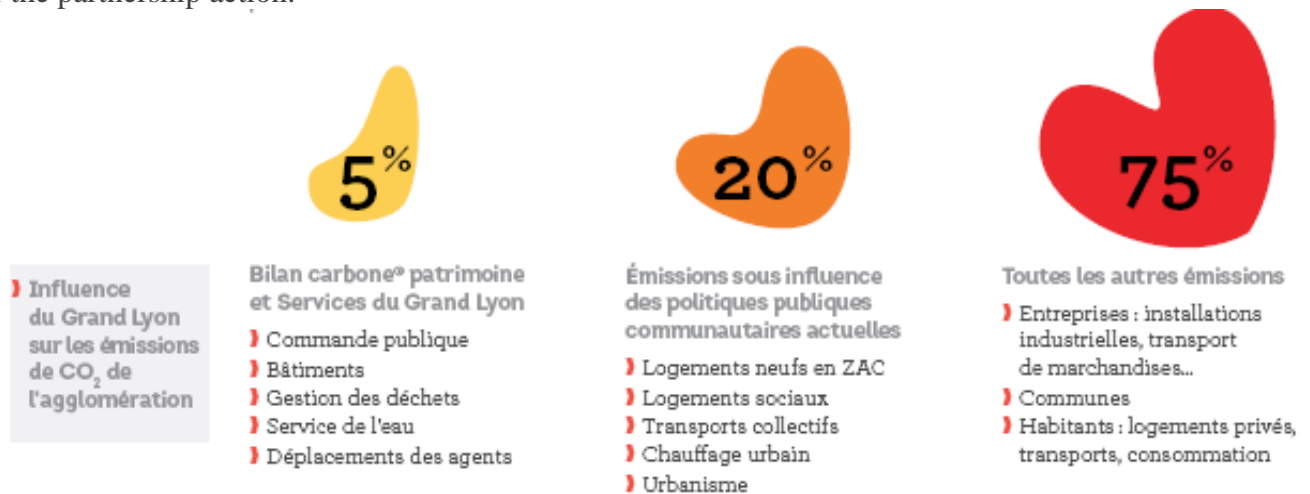 the partnership action.
5%
20%
75%
Influence
du Grand Lyon
sur les émissions
de CO2 de
l'agglomération
Bilan carbone® patrimoine
et Services du Grand Lyon
Commande publique
Bâtiments
Gestion des déchets
Service de l'eau
Déplacements des agents
Émissions sous influence
des politiques publiques
communautaires actuelles
Logements neufs en ZAC
Logements sociaux
Transports collectifs
Chauffage urbain
Urbanisme
Toutes les autres émissions
Entreprises : installations
industrielles, transport
de marchandises...
Communes
Habitants : logements privés,
transports, consommation